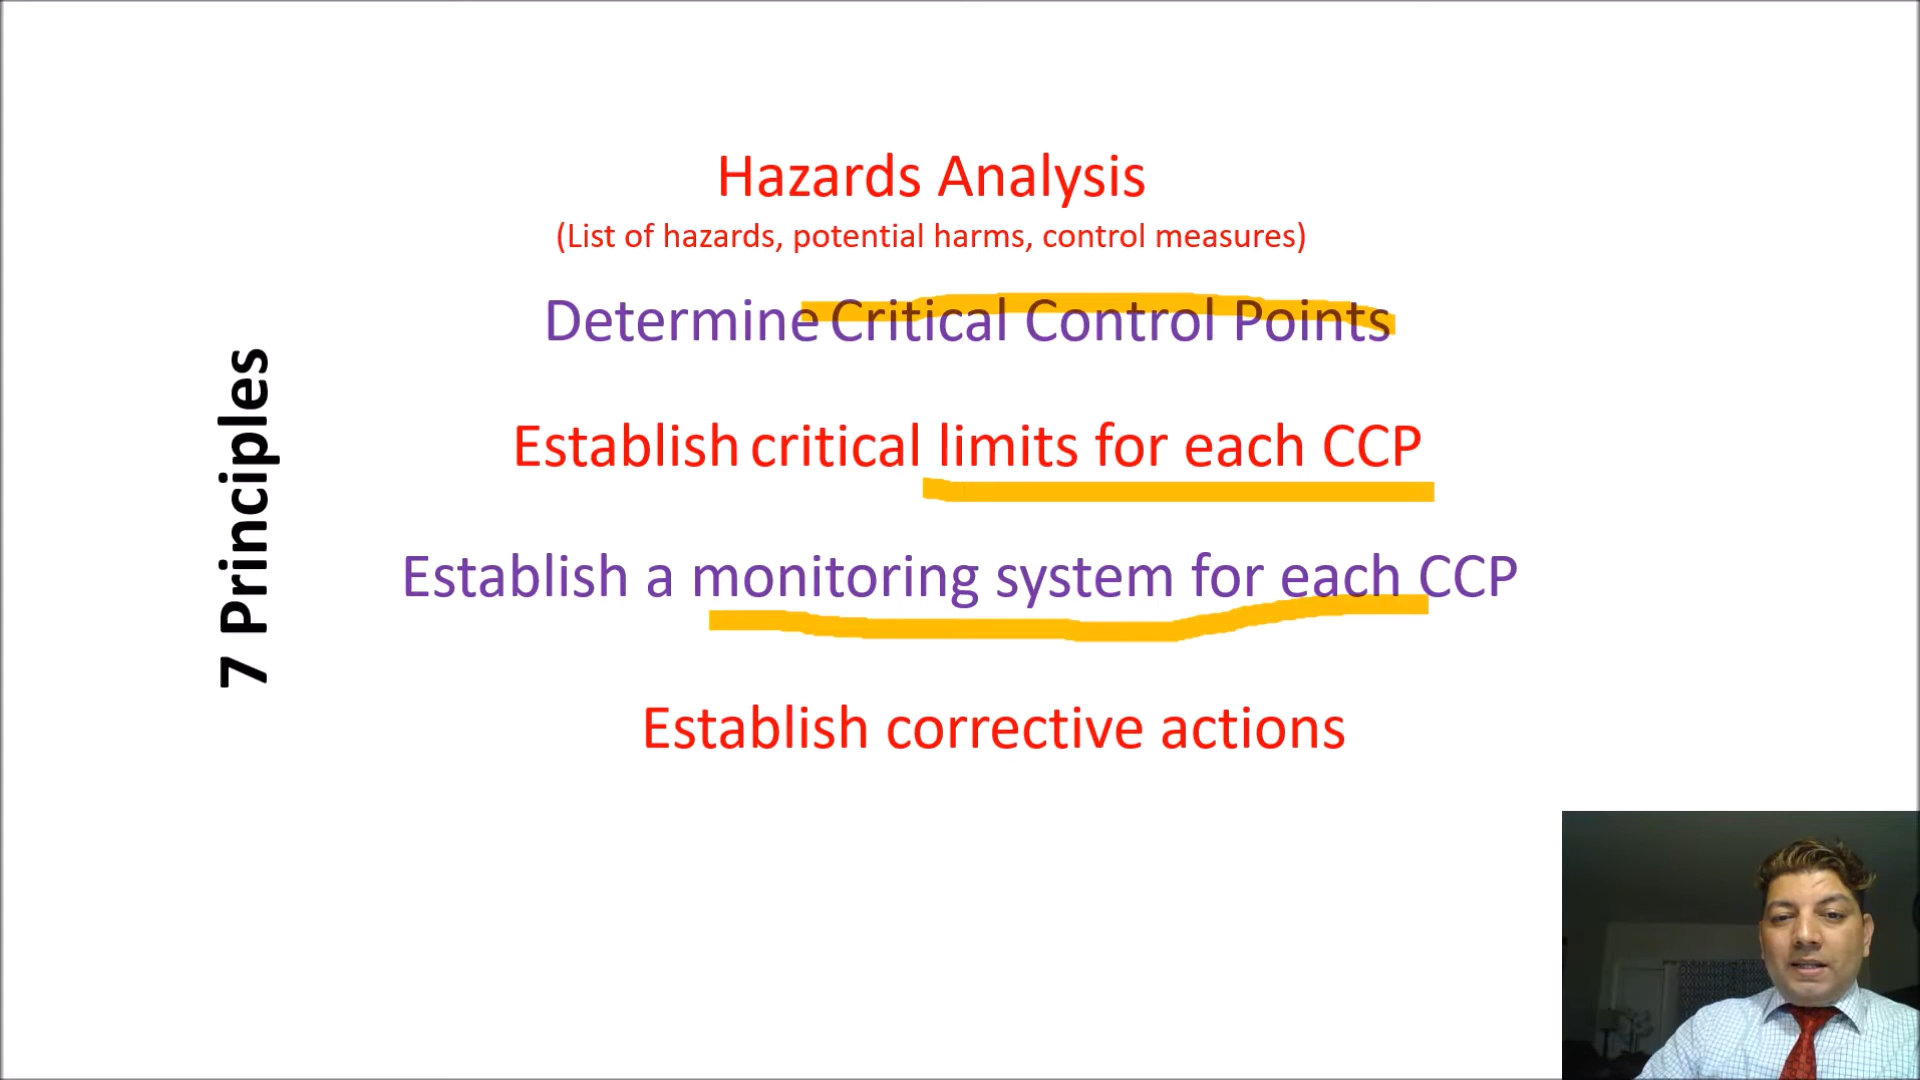 7 Principles
Hazards Analysis
(List of hazards, potential harms, control measures)
Determine Critical Control Points
Establish critical limits for each CCP
Establish a monitoring system for each CCP
Establish corrective actions